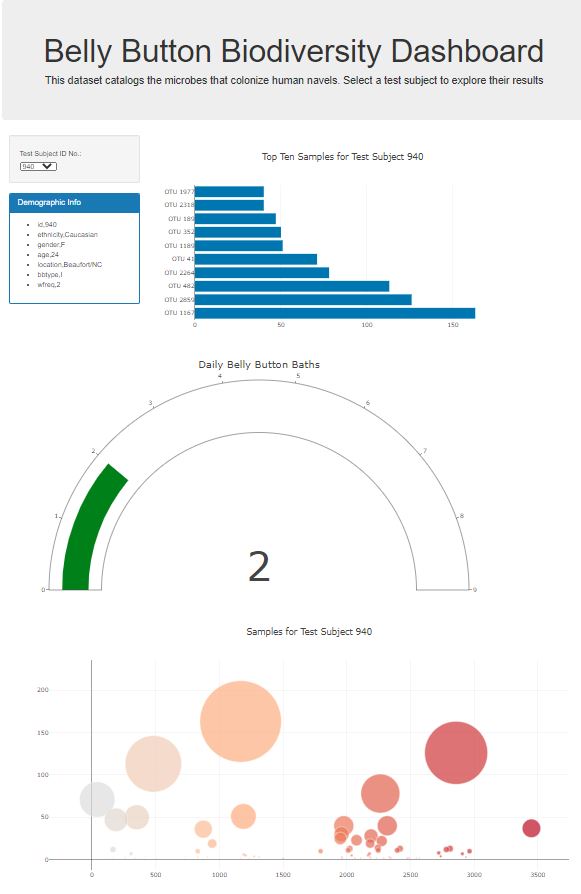 Belly Button Biodiversity Dashboard
This dataset catalogs the microbes that colonize human navels. Select a test subject to explore their results
Test Subject ID No.:
940
Demographic Info
id,940
ethnicity,Caucasian
gender,F
age,24
location,Beaufort/NC
bbtype,I
wfreq,2
Top Ten Samples for Test Subject 940
OTU 1977
OTU 2318
OTU 189
OTU 352
OTU 1189
OTU 41
OTU 2264
OTU 482
OTU 2859
OTU 1167
0 50 100 150
Daily Belly Button Baths
0 1 2 3 4 5 6 7 8 9
2
Samples for Test Subject 940
200
150
100
50
0
0 500 1000 1500 2000 2500 3000 3500